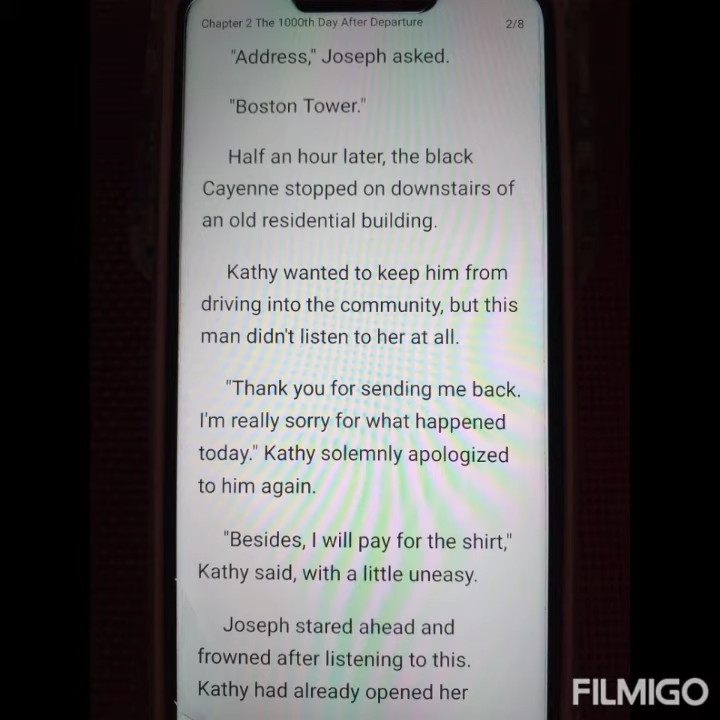 Chapter 2 The 1000th Day After Departure 2/8
"Address," Joseph asked.
"Boston Tower."
Half an hour later, the black
Cayenne stopped on downstairs of
an old residential building.
Kathy wanted to keep him from
driving into the community, but this
man didn't listen to her at all.
"Thank you for sending me back.
I'm really sorry for what happened
today." Kathy solemnly apologized
to him again.
"Besides, I will pay for the shirt,"
Kathy said, with a little uneasy.
Joseph stared ahead and
frowned after listening to this.
Kathy had already opened her
FILMIGO